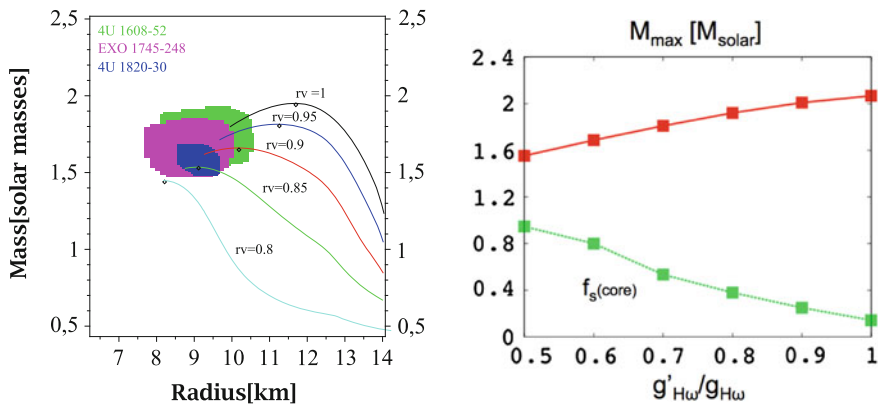 4U 1608-52
EXO 1745-248
4U 1820-30
rv =1
rv=0.95
rv=0.9
rv=0.85
rv=0.8
2,5
2
1,5
1
0,5
2,5
2
1,5
1
0,5
7 8 9 10 11 12 13 14
Mass[solar masses]
Radius[km]
M_max [M_solar]
2.4
2
1.6
1.2
0.8
0.4
0
f_s(core)
0.5 0.6 0.7 0.8 0.9 1
g'_Hω/g_Hω